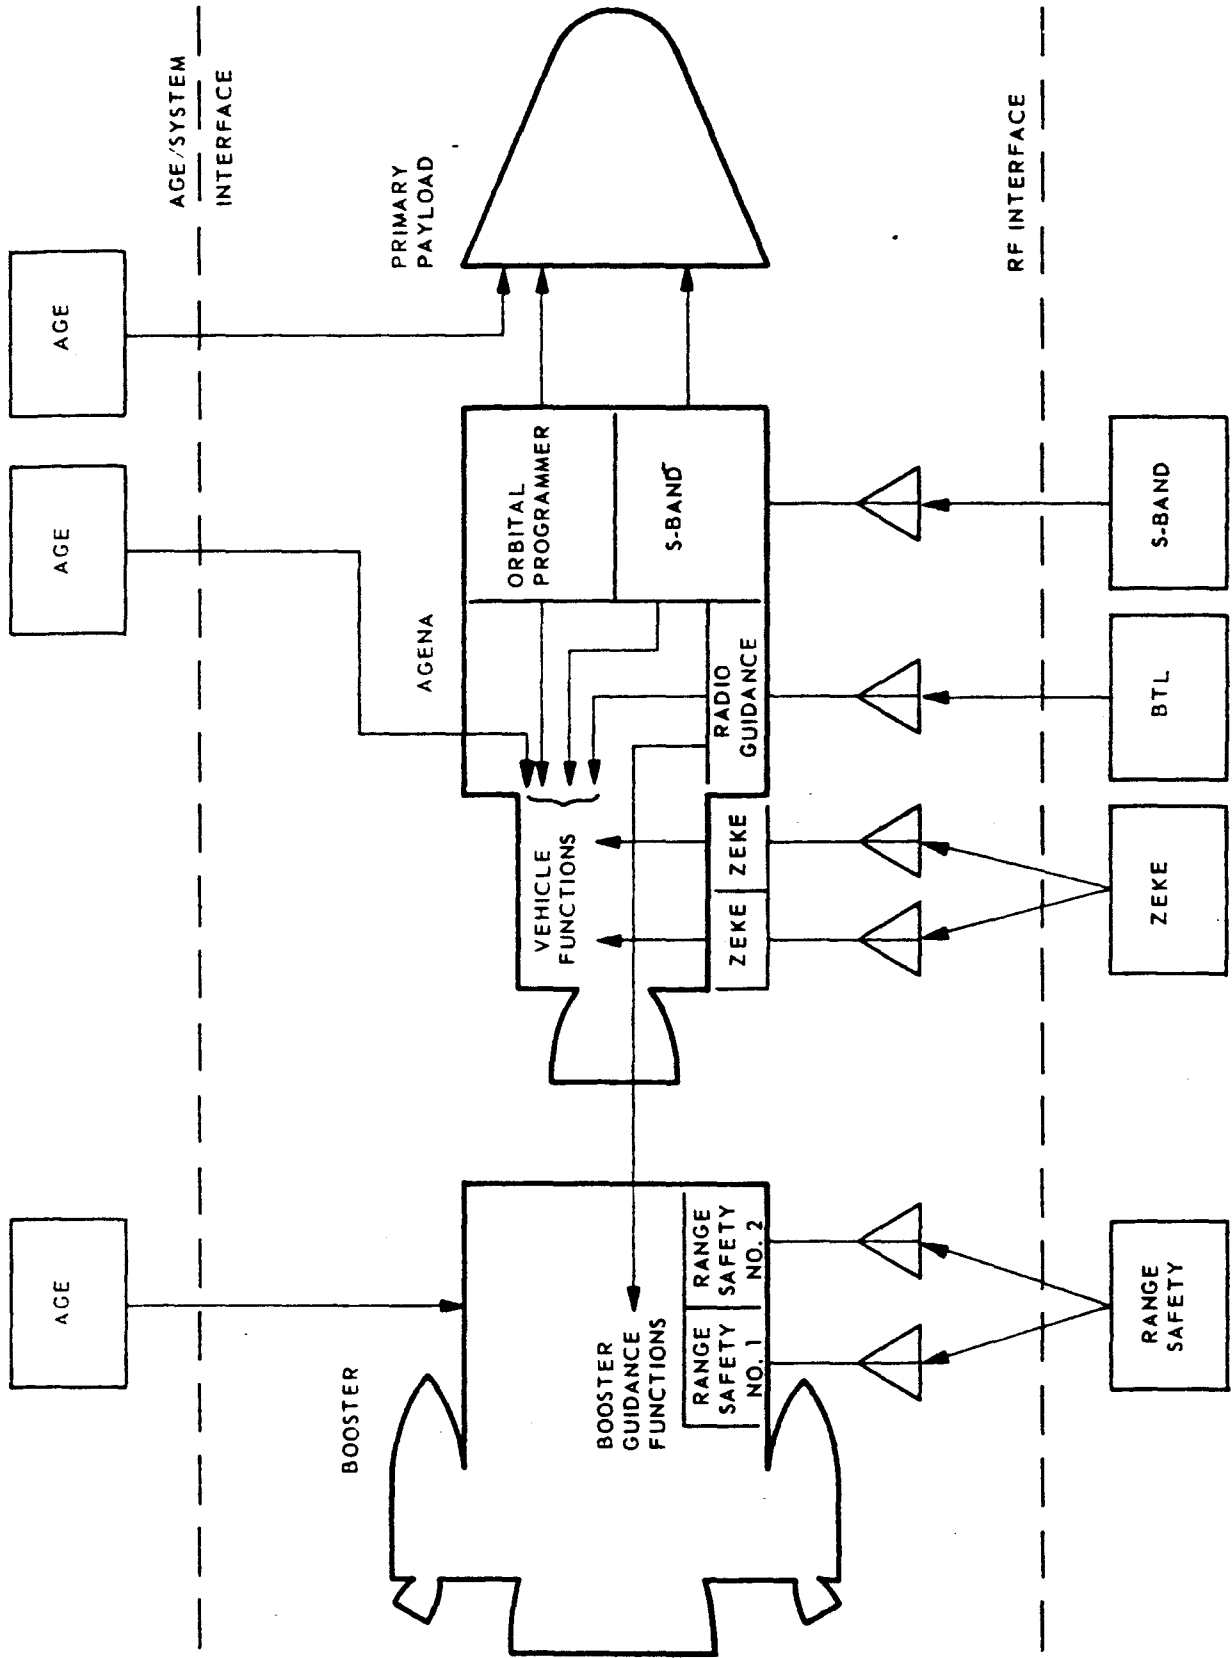 AGE
AGE
AGE
AGE/SYSTEM
INTERFACE
BOOSTER
AGENA
PRIMARY
PAYLOAD
BOOSTER
GUIDANCE
FUNCTIONS
RANGE
SAFETY
NO. 1
RANGE
SAFETY
NO. 2
VEHICLE
FUNCTIONS
ZEKE
ZEKE
RADIO
GUIDANCE
ORBITAL
PROGRAMMER
S-BAND
RF INTERFACE
RANGE
SAFETY
ZEKE
BTL
S-BAND